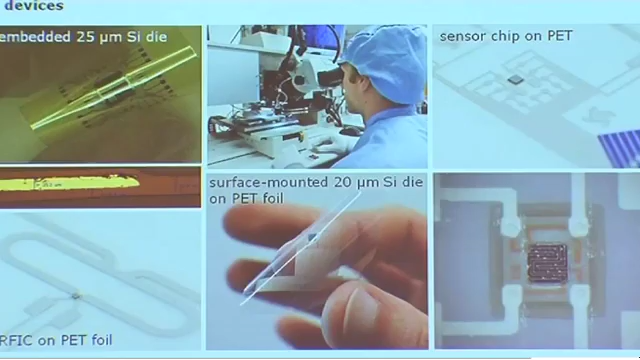 devices
embedded 25 µm Si die
sensor chip on PET
surface-mounted 20 µm Si die
on PET foil
RFIC on PET foil